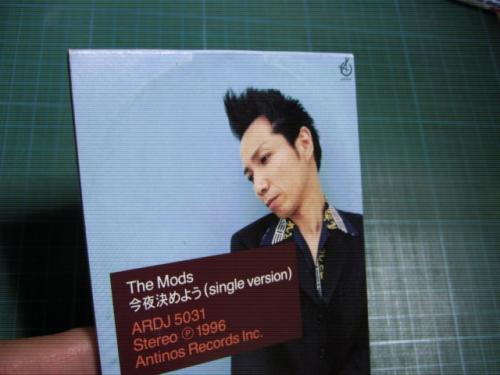 The Mods
今夜決めよう(single version)
ARDJ 5031
Stereo Ⓟ 1996
Antinos Records Inc.